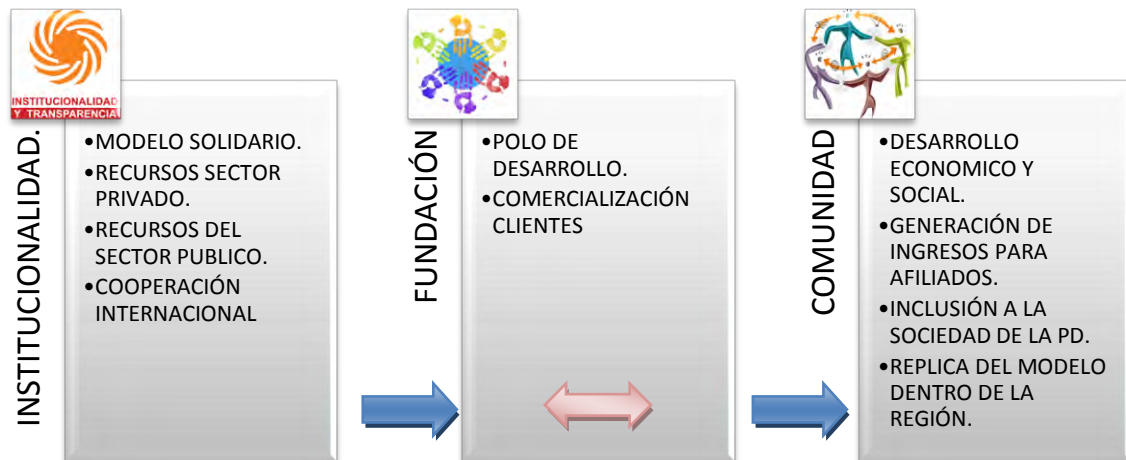 INSTITUCIONALIDAD
Y TRANSPARENCIA
INSTITUCIONALIDAD.
•MODELO SOLIDARIO.
•RECURSOS SECTOR
PRIVADO.
•RECURSOS DEL
SECTOR PUBLICO.
•COOPERACIÓN
INTERNACIONAL
FUNDACIÓN
•POLO DE
DESARROLLO.
•COMERCIALIZACIÓN
CLIENTES
COMUNIDAD
•DESARROLLO
ECONOMICO Y
SOCIAL.
•GENERACIÓN DE
INGRESOS PARA
AFILIADOS.
•INCLUSIÓN A LA
SOCIEDAD DE LA PD.
•REPLICA DEL MODELO
DENTRO DE LA
REGIÓN.